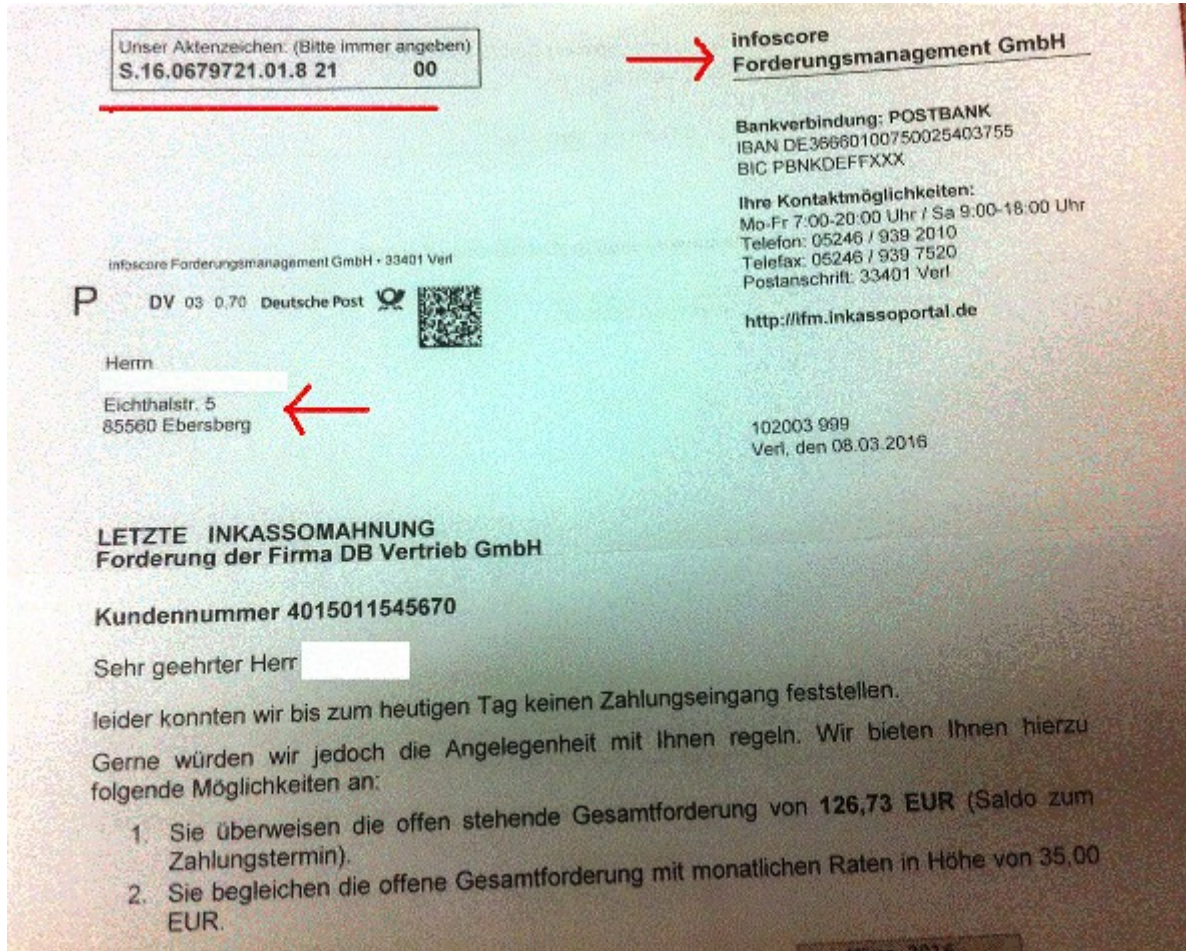 Unser Aktenzeichen: (Bitte immer angeben)
S.16.0679721.01.8 21 00
infoscore
Forderungsmanagement GmbH
Bankverbindung: POSTBANK
IBAN DE36660100750025403755
BIC PBNKDEFFXXX
Ihre Kontaktmöglichkeiten:
Mo-Fr 7:00-20:00 Uhr / Sa 9:00-18:00 Uhr
Telefon: 05246 / 939 2010
Telefax: 05246 / 939 7520
Postanschrift: 33401 Verl
http://ifm.inkassoportal.de
infoscore Forderungsmanagement GmbH • 33401 Verl
P DV 03 0,70 Deutsche Post
Herrn
Eichthalstr. 5
85560 Ebersberg
102003 999
Verl, den 08.03.2016
LETZTE INKASSOMAHNUNG
Forderung der Firma DB Vertrieb GmbH
Kundennummer 4015011545670
Sehr geehrter Herr
leider konnten wir bis zum heutigen Tag keinen Zahlungseingang feststellen.
Gerne würden wir jedoch die Angelegenheit mit Ihnen regeln. Wir bieten Ihnen hierzu
folgende Möglichkeiten an:
1. Sie überweisen die offen stehende Gesamtforderung von 126,73 EUR (Saldo zum
Zahlungstermin).
2. Sie begleichen die offene Gesamtforderung mit monatlichen Raten in Höhe von 35,00
EUR.